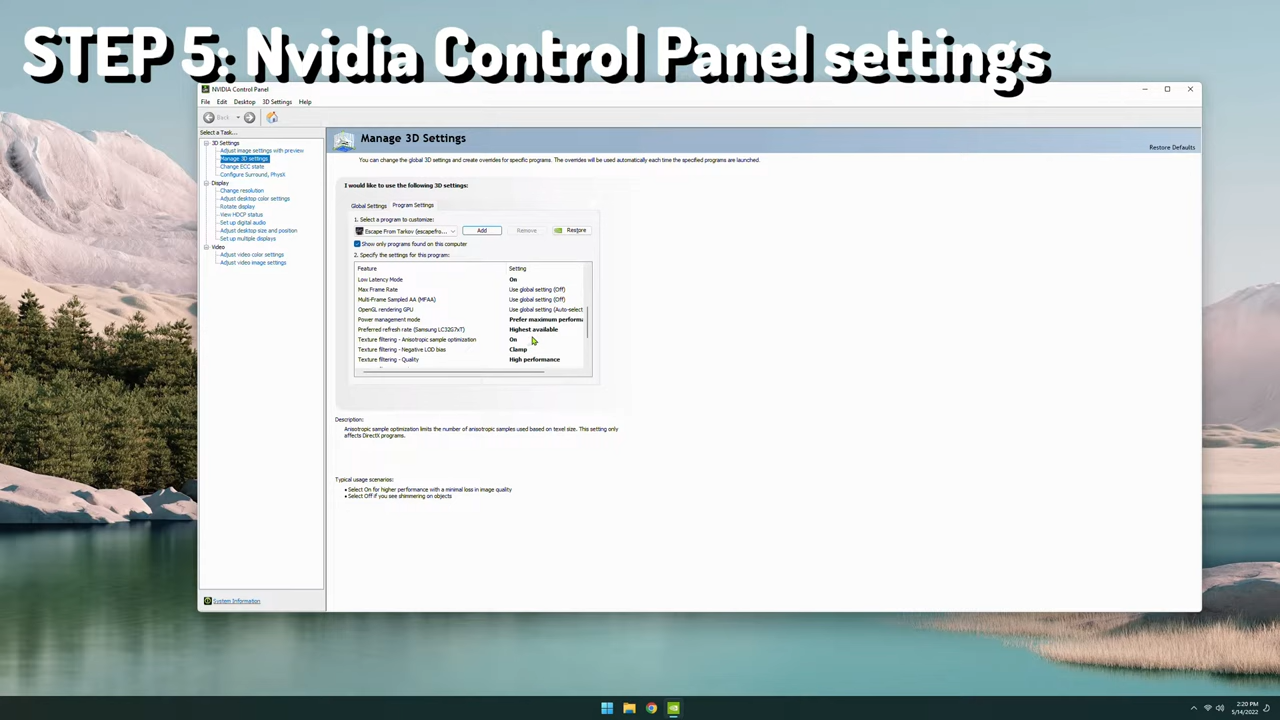 STEP 5: Nvidia Control Panel settings
NVIDIA Control Panel
File Edit Desktop 3D Settings Help
Back
Select a Task...
3D Settings
Adjust image settings with preview
Manage 3D settings
Change ECC state
Configure Surround, PhysX
Display
Change resolution
Adjust desktop color settings
Rotate display
View HDCP status
Set up digital audio
Adjust desktop size and position
Set up multiple displays
Video
Adjust video color settings
Adjust video image settings
System Information
Manage 3D Settings
Restore Defaults
You can change the global 3D settings and create overrides for specific programs. The overrides will be used automatically each time the specified programs are launched.
I would like to use the following 3D settings:
Global Settings Program Settings
1. Select a program to customize:
Escape From Tarkov (escapefro... Add Remove Restore
Show only programs found on this computer
2. Specify the settings for this program:
Feature Setting
Low Latency Mode On
Max Frame Rate Use global setting (Off)
Multi-Frame Sampled AA (MFAA) Use global setting (Off)
OpenGL rendering GPU Use global setting (Auto-select
Power management mode Prefer maximum performa
Preferred refresh rate (Samsung LC32G7xT) Highest available
Texture filtering - Anisotropic sample optimization On
Texture filtering - Negative LOD bias Clamp
Texture filtering - Quality High performance
Description:
Anisotropic sample optimization limits the number of anisotropic samples used based on texel size. This setting only
affects DirectX programs.
Typical usage scenarios:
• Select On for higher performance with a minimal loss in image quality
• Select Off if you see shimmering on objects
2:20 PM
5/14/2022